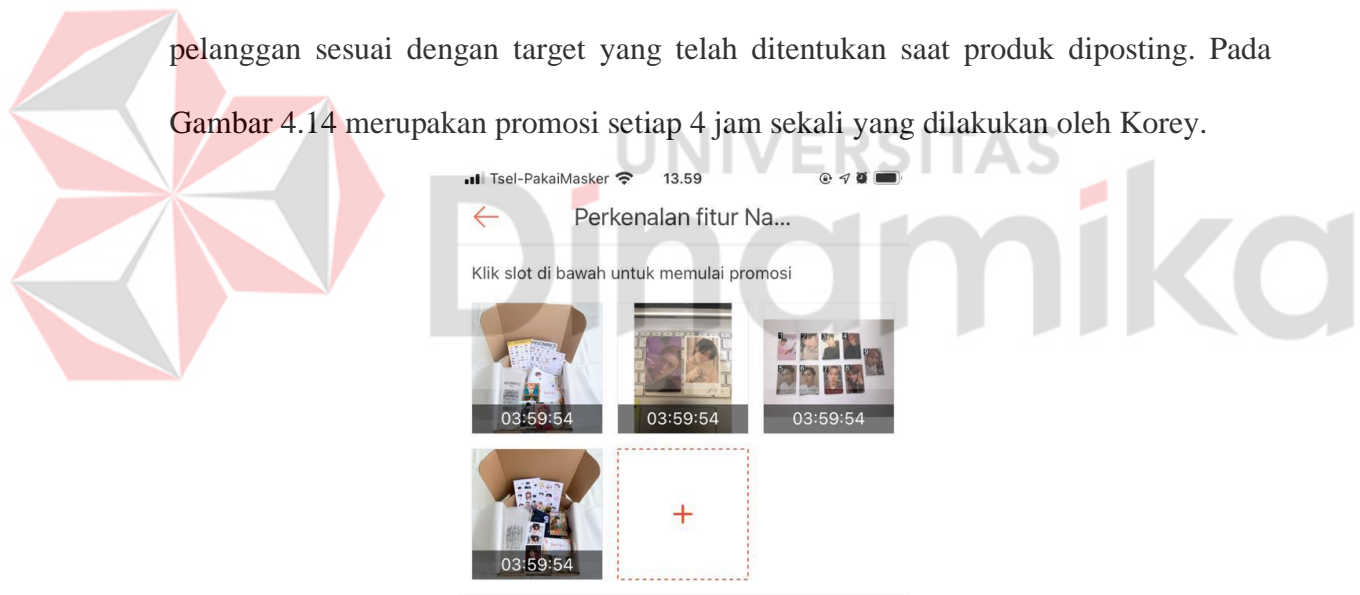 pelanggan sesuai dengan target yang telah ditentukan saat produk diposting. Pada
Gambar 4.14 merupakan promosi setiap 4 jam sekali yang dilakukan oleh Korey.
UNIVERSITAS
Dinamika
Tsel-PakaiMasker 13.59
Perkenalan fitur Na...
Klik slot di bawah untuk memulai promosi
03:59:54 03:59:54 03:59:54
03:59:54 +